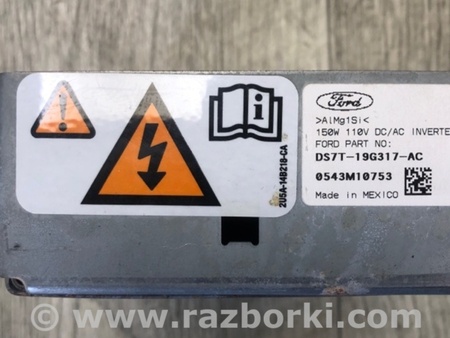 2U5A-14B218-CA
Ford
>AlMg1Si<
150W 110V DC/AC INVERTE
FORD PART NO:
DS7T-19G317-AC
0543M10753
Made in MEXICO
www.razborki.com